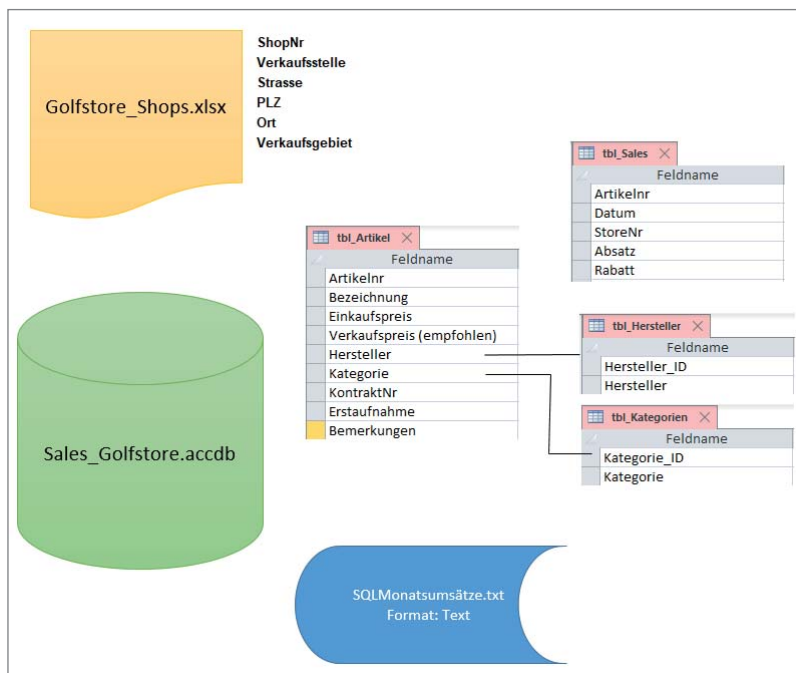 Golfstore_Shops.xlsx
ShopNr
Verkaufsstelle
Strasse
PLZ
Ort
Verkaufsgebiet
tbl_Sales
Feldname
Artikelnr
Datum
StoreNr
Absatz
Rabatt
tbl_Artikel
Feldname
Artikelnr
Bezeichnung
Einkaufspreis
Verkaufspreis (empfohlen)
Hersteller
Kategorie
KontraktNr
Erstaufnahme
Bemerkungen
tbl_Hersteller
Feldname
Hersteller_ID
Hersteller
tbl_Kategorien
Feldname
Kategorie_ID
Kategorie
Sales_Golfstore.accdb
SQLMonatsumsätze.txt
Format: Text